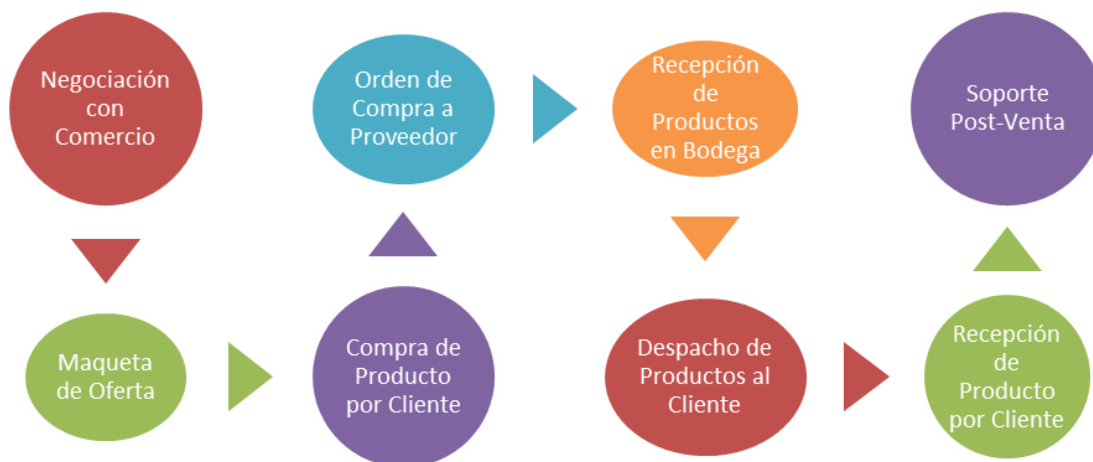 Negociación
con
Comercio
Maqueta
de Oferta
Compra de
Producto
por Cliente
Orden de
Compra a
Proveedor
Recepción
de
Productos
en Bodega
Despacho de
Productos al
Cliente
Recepción
de
Producto
por Cliente
Soporte
Post-Venta